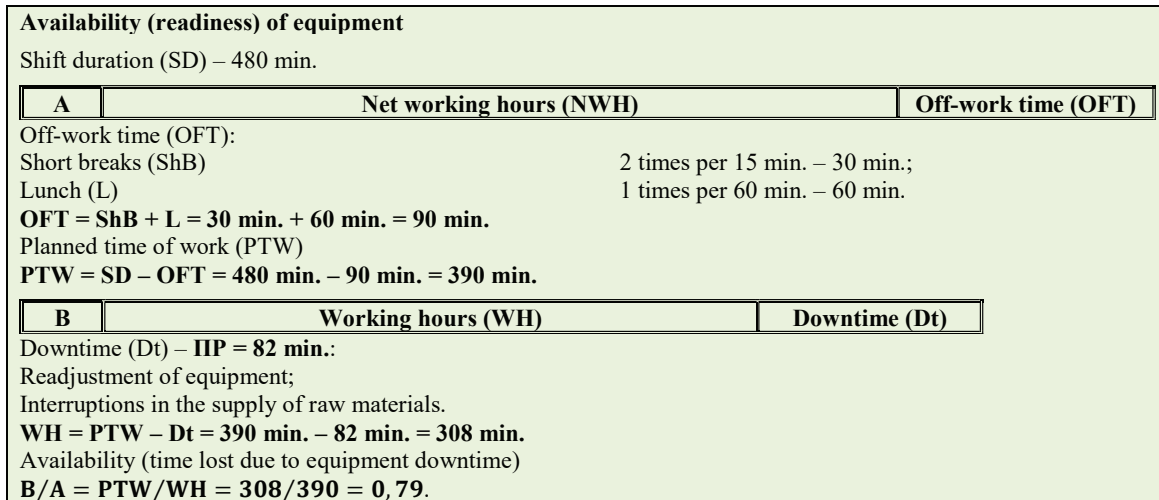 Availability (readiness) of equipment
Shift duration (SD) – 480 min.
A Net working hours (NWH) Off-work time (OFT)
Off-work time (OFT):
Short breaks (ShB) 2 times per 15 min. – 30 min.;
Lunch (L) 1 times per 60 min. – 60 min.
OFT = ShB + L = 30 min. + 60 min. = 90 min.
Planned time of work (PTW)
PTW = SD – OFT = 480 min. – 90 min. = 390 min.
B Working hours (WH) Downtime (Dt)
Downtime (Dt) – ПР = 82 min.:
Readjustment of equipment;
Interruptions in the supply of raw materials.
WH = PTW – Dt = 390 min. – 82 min. = 308 min.
Availability (time lost due to equipment downtime)
B/A = PTW/WH = 308/390 = 0,79.